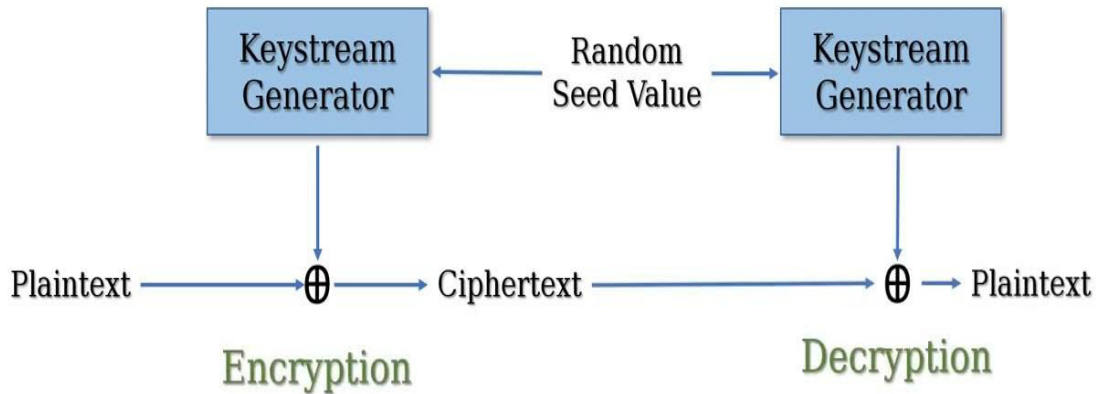 Keystream
Generator
Random
Seed Value
Keystream
Generator
Plaintext
Ciphertext
Plaintext
Encryption
Decryption